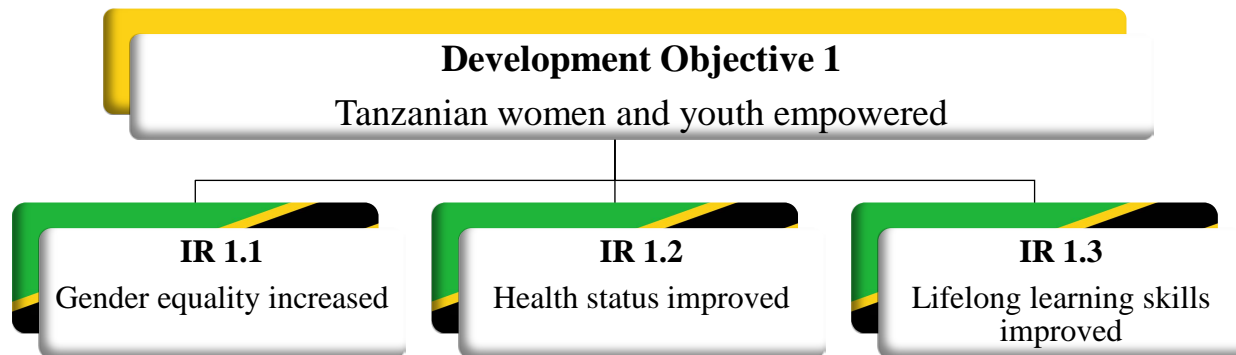 Development Objective 1
Tanzanian women and youth empowered
IR 1.1
Gender equality increased
IR 1.2
Health status improved
IR 1.3
Lifelong learning skills
improved